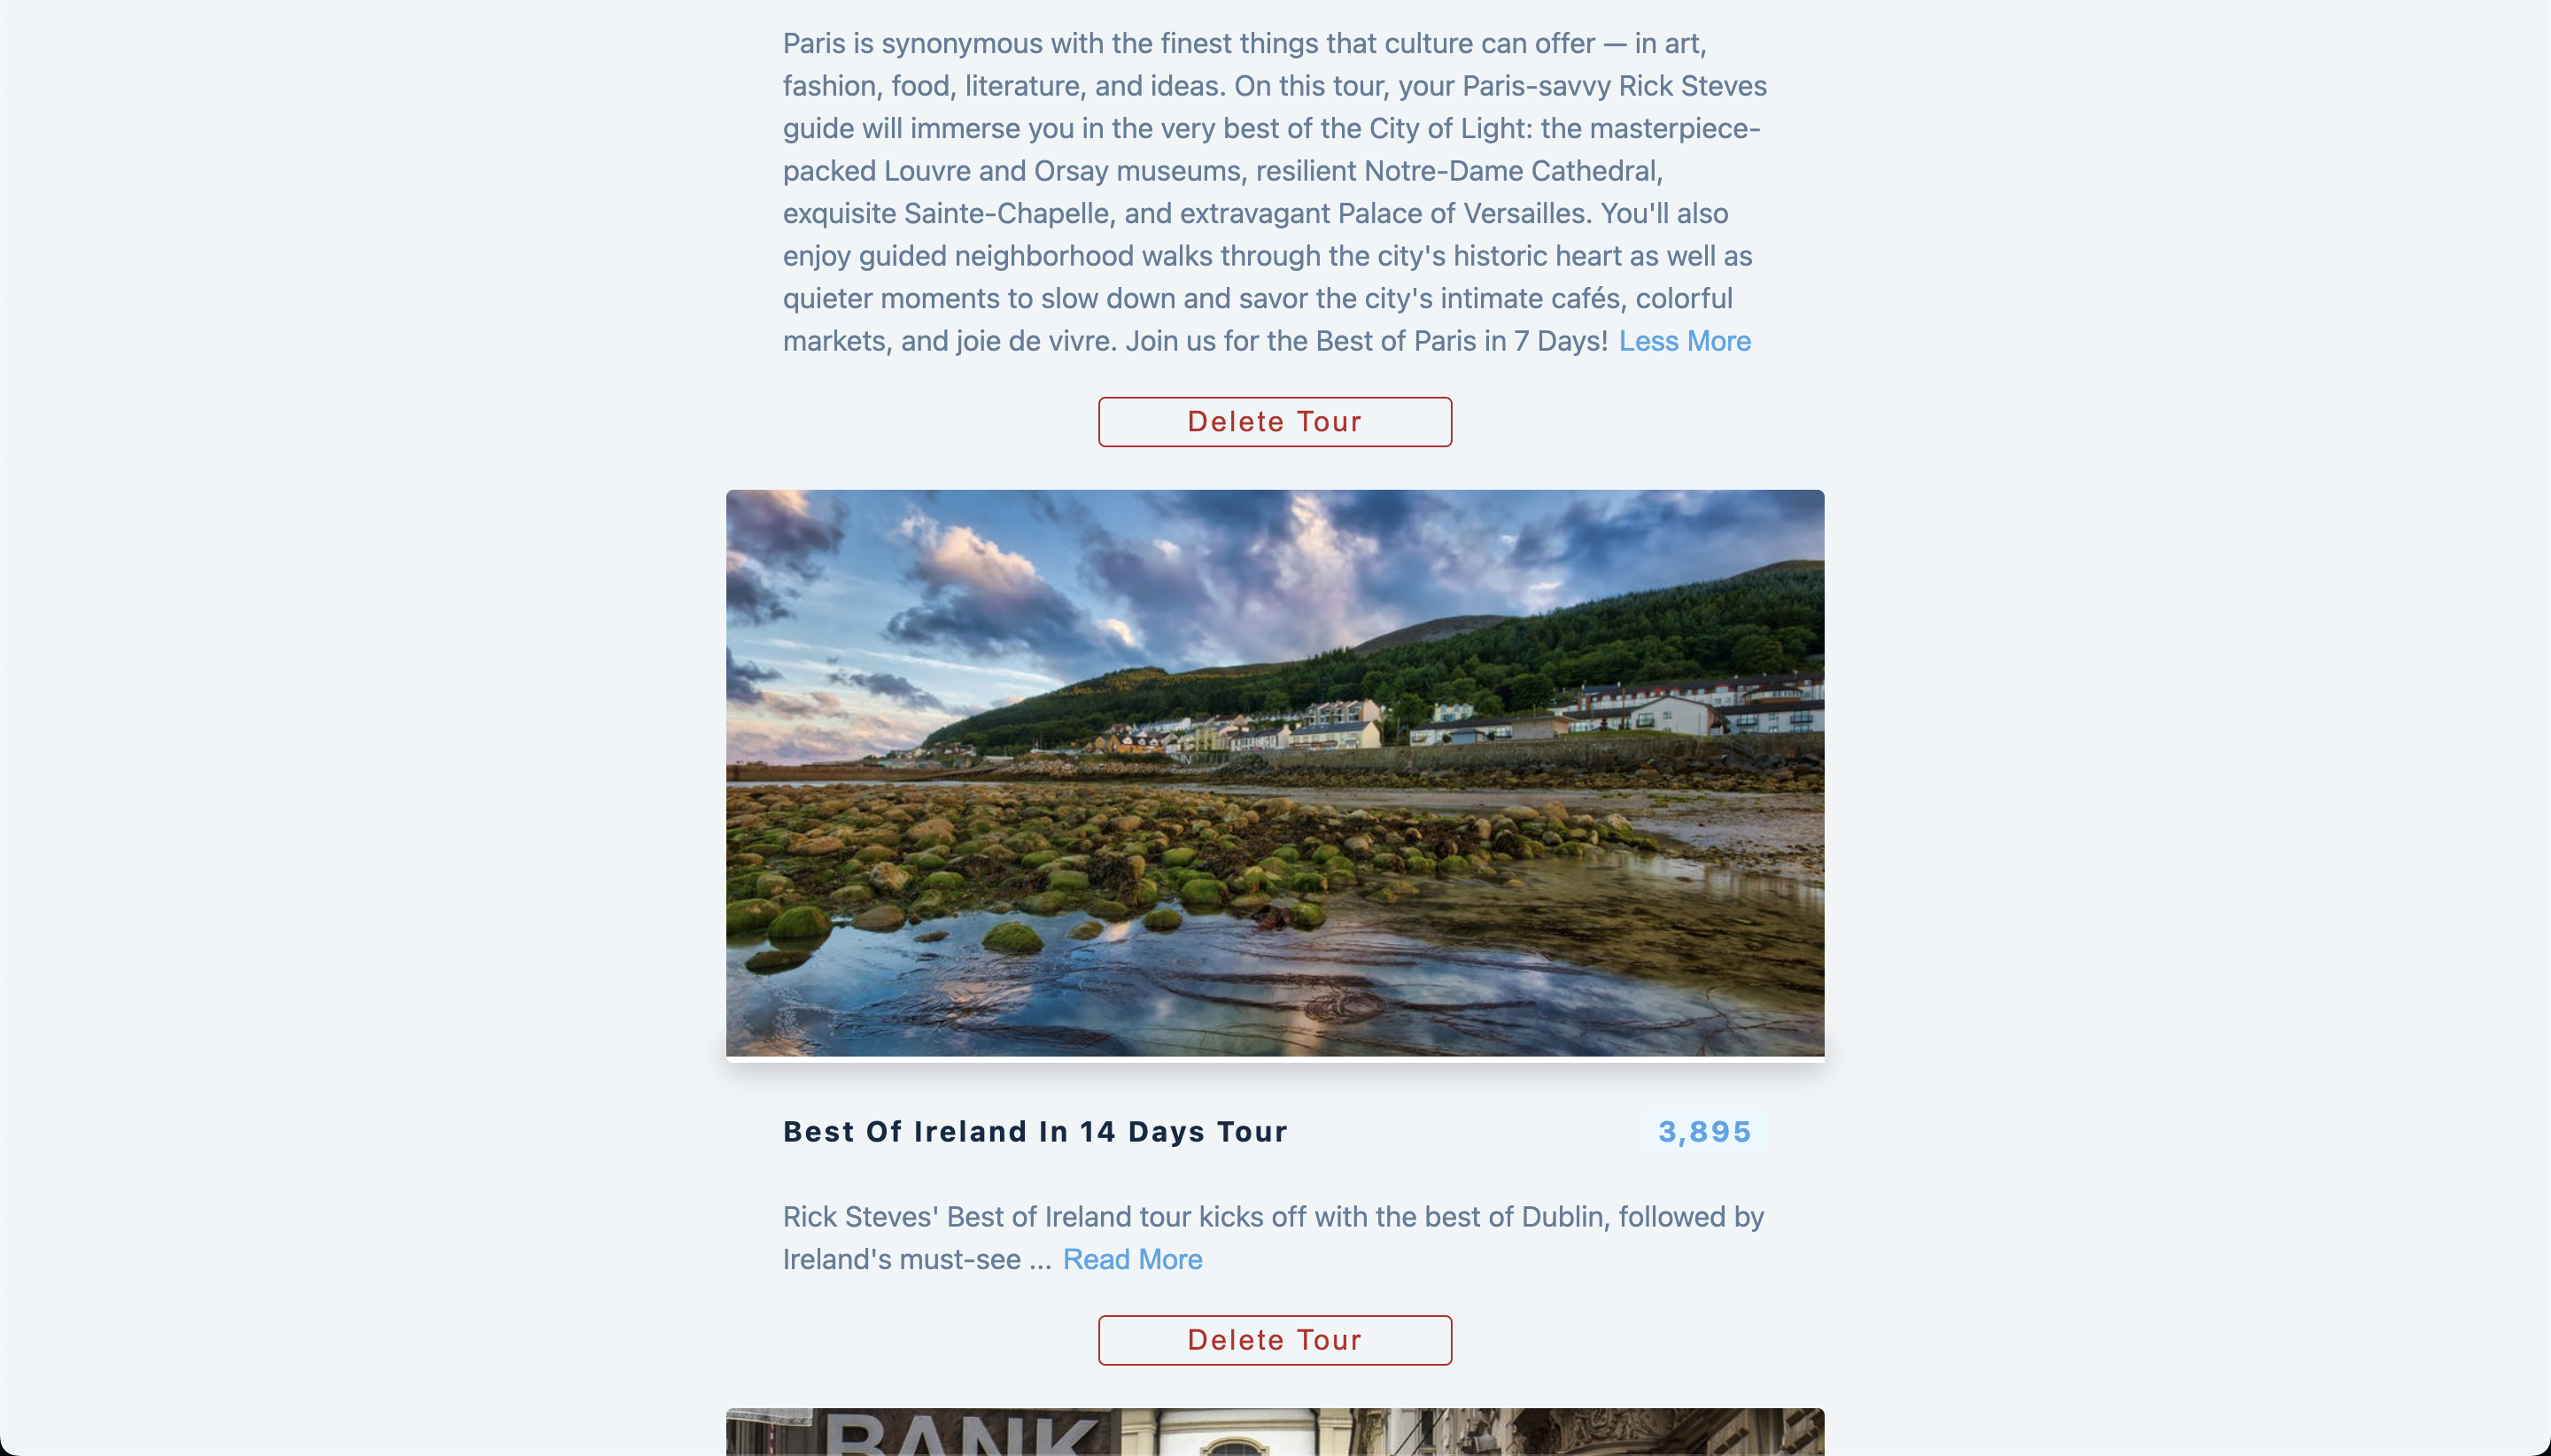 Paris is synonymous with the finest things that culture can offer — in art,
fashion, food, literature, and ideas. On this tour, your Paris-savvy Rick Steves
guide will immerse you in the very best of the City of Light: the masterpiece-
packed Louvre and Orsay museums, resilient Notre-Dame Cathedral,
exquisite Sainte-Chapelle, and extravagant Palace of Versailles. You'll also
enjoy guided neighborhood walks through the city's historic heart as well as
quieter moments to slow down and savor the city's intimate cafés, colorful
markets, and joie de vivre. Join us for the Best of Paris in 7 Days! Less More
Delete Tour
Best Of Ireland In 14 Days Tour 3,895
Rick Steves' Best of Ireland tour kicks off with the best of Dublin, followed by
Ireland's must-see ... Read More
Delete Tour
BANK